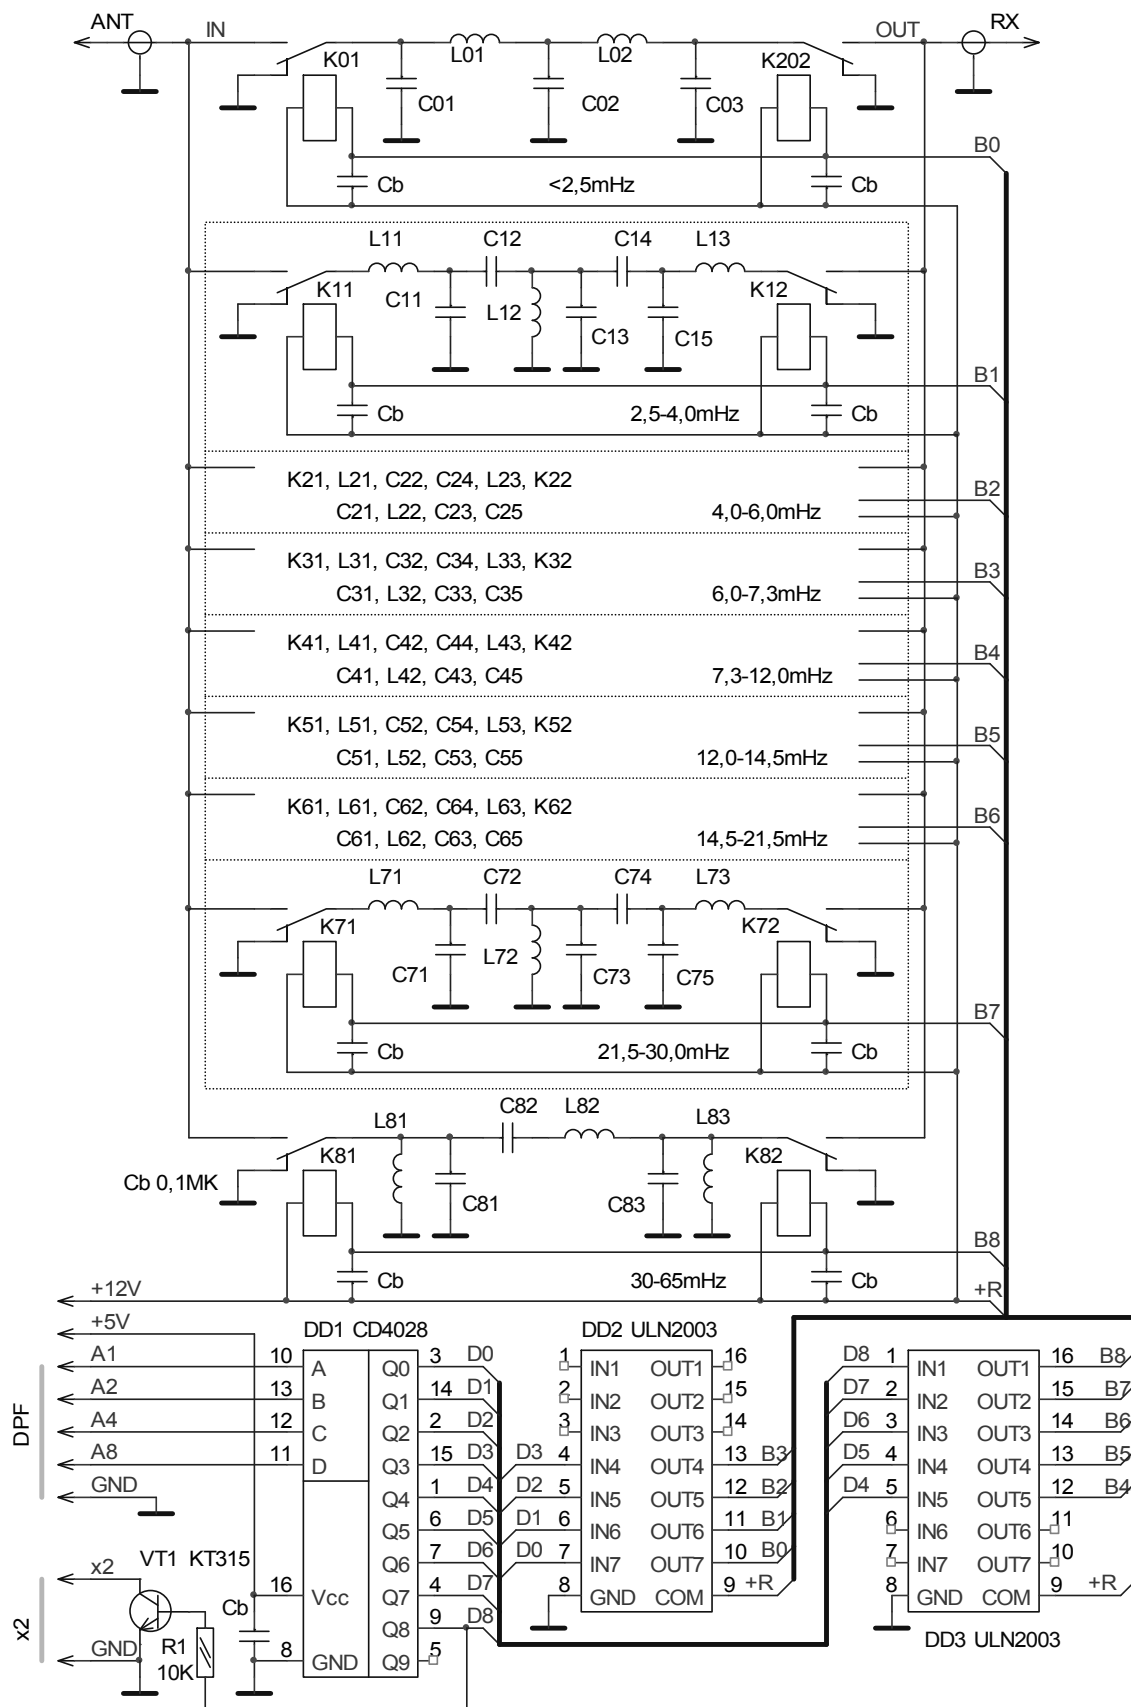 ANT IN OUT RX
K01 L01 L02 K202
C01 C02 C03
B0
Cb <2,5mHz Cb
L11 C12 C14 L13
K11 C11 L12 C13 C15 K12
B1
Cb 2,5-4,0mHz Cb
K21, L21, C22, C24, L23, K22
B2
C21, L22, C23, C25 4,0-6,0mHz
K31, L31, C32, C34, L33, K32
B3
C31, L32, C33, C35 6,0-7,3mHz
K41, L41, C42, C44, L43, K42
B4
C41, L42, C43, C45 7,3-12,0mHz
K51, L51, C52, C54, L53, K52
B5
C51, L52, C53, C55 12,0-14,5mHz
K61, L61, C62, C64, L63, K62
B6
C61, L62, C63, C65 14,5-21,5mHz
L71 C72 C74 L73
K71 C71 L72 C73 C75 K72
B7
Cb 21,5-30,0mHz Cb
L81 C82 L82 L83
K81 K82
Cb 0,1MK C81 C83
B8
Cb 30-65mHz Cb
+12V +R
+5V DD1 CD4028 DD2 ULN2003
A1 10 A Q0 3 D0 1 IN1 OUT1 16 D8 1 IN1 OUT1 16 B8
A2 13 B Q1 14 D1 2 IN2 OUT2 15 D7 2 IN2 OUT2 15 B7
DPF
A4 12 C Q2 2 D2 3 IN3 OUT3 14 D6 3 IN3 OUT3 14 B6
A8 11 D Q3 15 D3 D3 4 IN4 OUT4 13 B3 D5 4 IN4 OUT4 13 B5
GND Q4 1 D4 D2 5 IN5 OUT5 12 B2 D4 5 IN5 OUT5 12 B4
Q5 6 D5 D1 6 IN6 OUT6 11 B1 6 IN6 OUT6 11
VT1 KT315 Q6 7 D6 D0 7 IN7 OUT7 10 B0 7 IN7 OUT7 10
x2 16 Vcc Q7 4 D7 8 GND COM 9 +R 8 GND COM 9 +R
x2
Cb Q8 9 D8
GND R1 10K 8 GND Q9 5
DD3 ULN2003